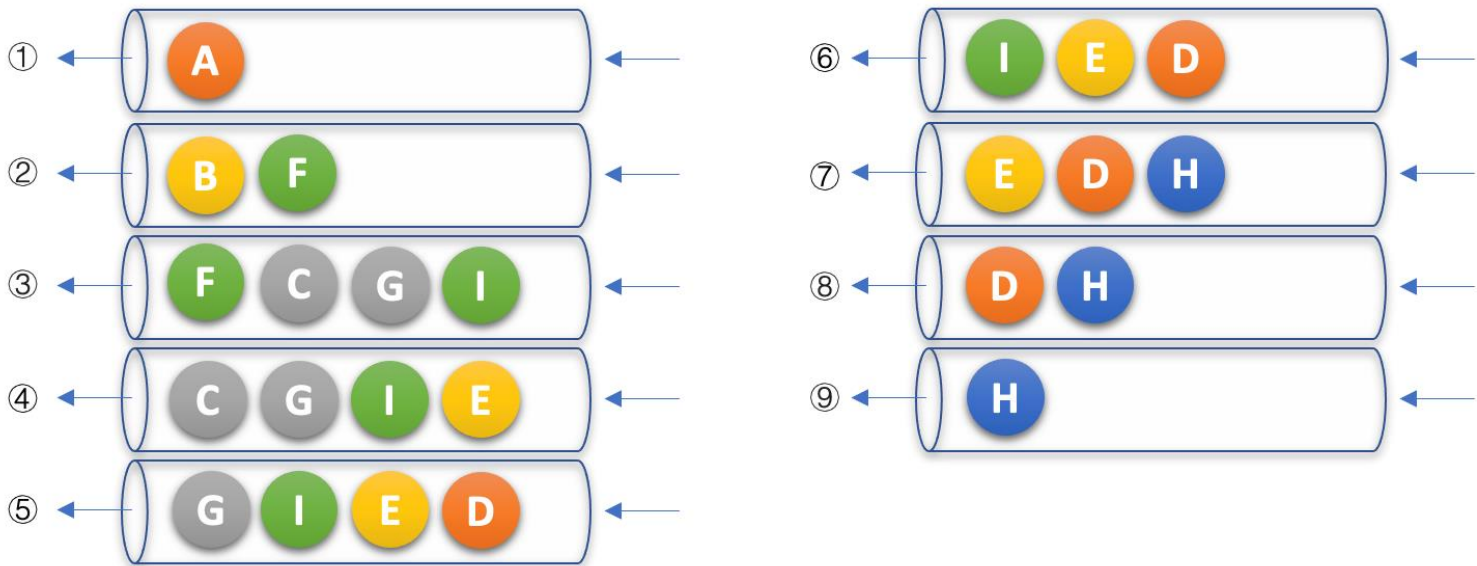 ① A
② B F
③ F C G I
④ C G I E
⑤ G I E D
⑥ I E D
⑦ E D H
⑧ D H
⑨ H